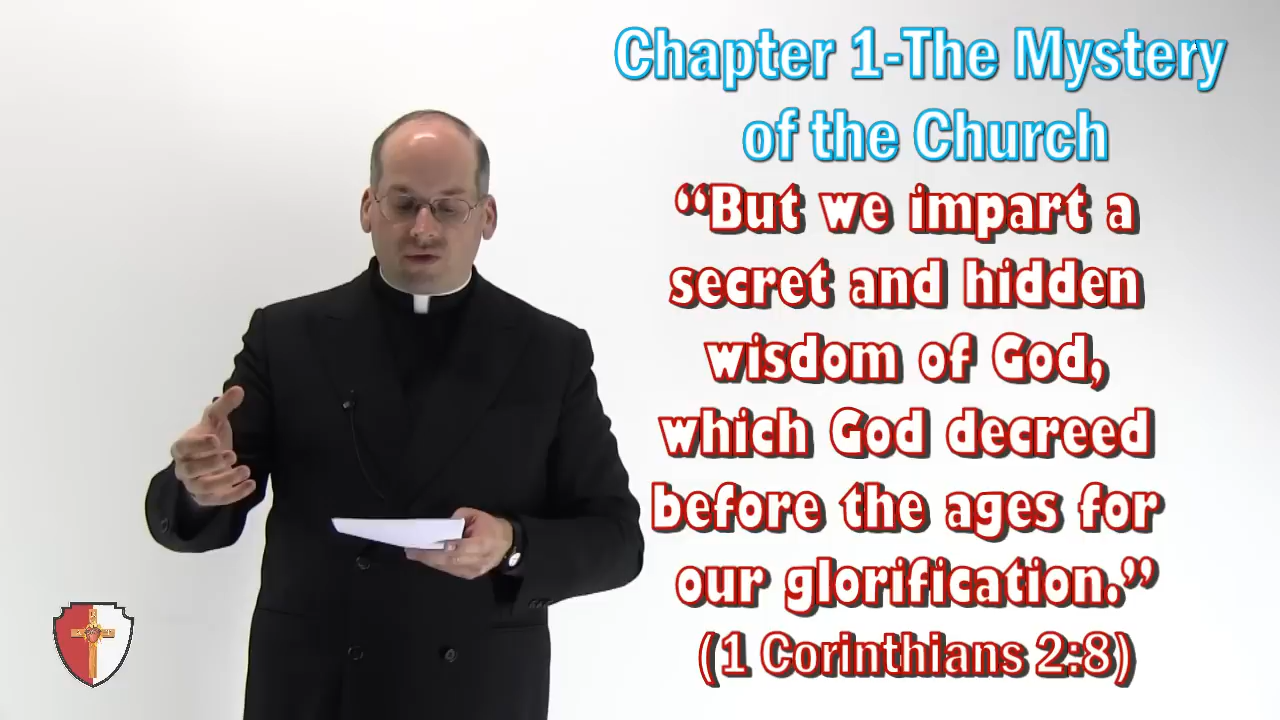 Chapter 1-The Mystery
of the Church
“But we impart a
secret and hidden
wisdom of God,
which God decreed
before the ages for
our glorification.”
(1 Corinthians 2:8)